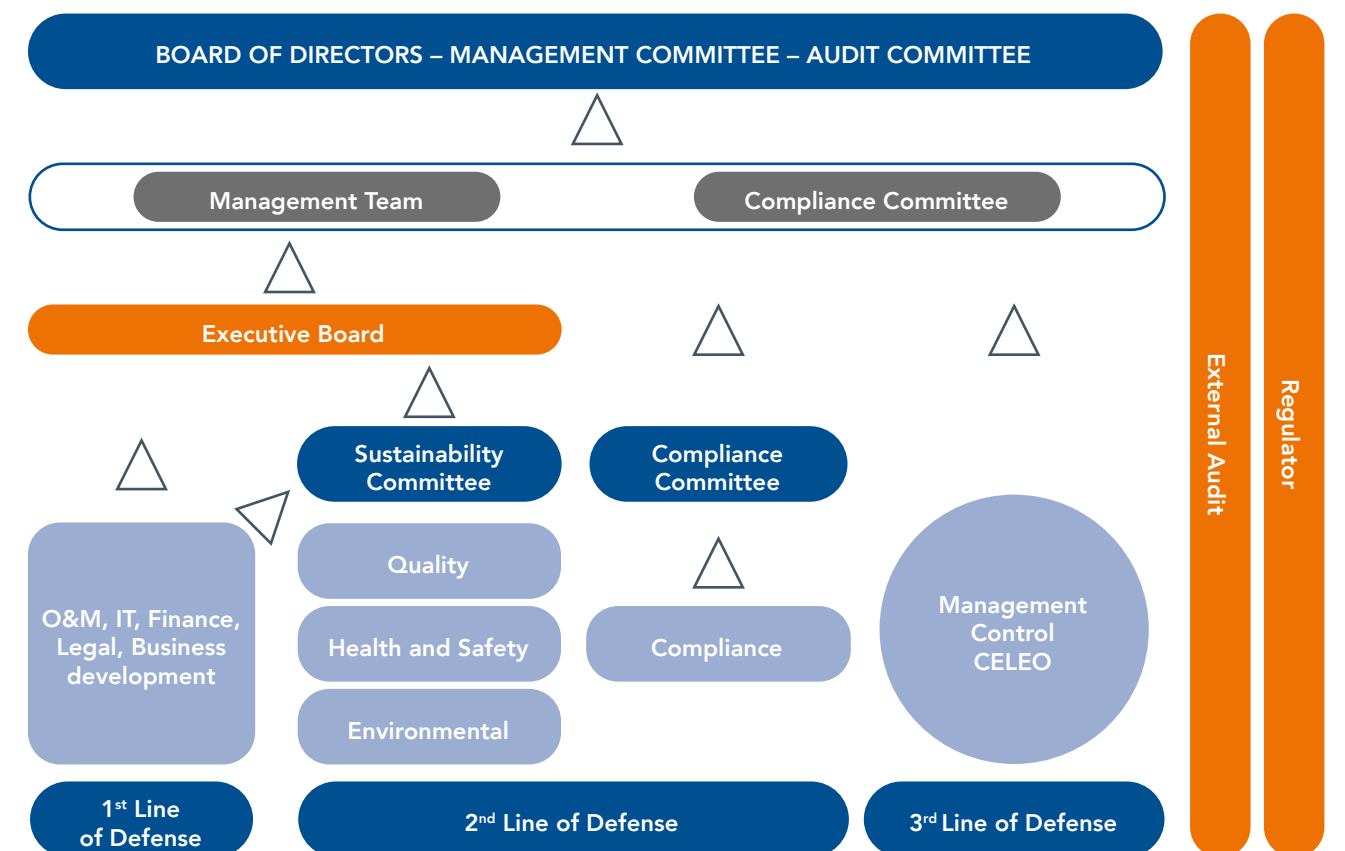 BOARD OF DIRECTORS – MANAGEMENT COMMITTEE – AUDIT COMMITTEE
Management Team
Compliance Committee
Executive Board
Sustainability
Committee
Compliance
Committee
O&M, IT, Finance,
Legal, Business
development
Quality
Health and Safety
Environmental
Compliance
Management
Control
CELEO
1st Line
of Defense
2nd Line of Defense
3rd Line of Defense
External Audit
Regulator